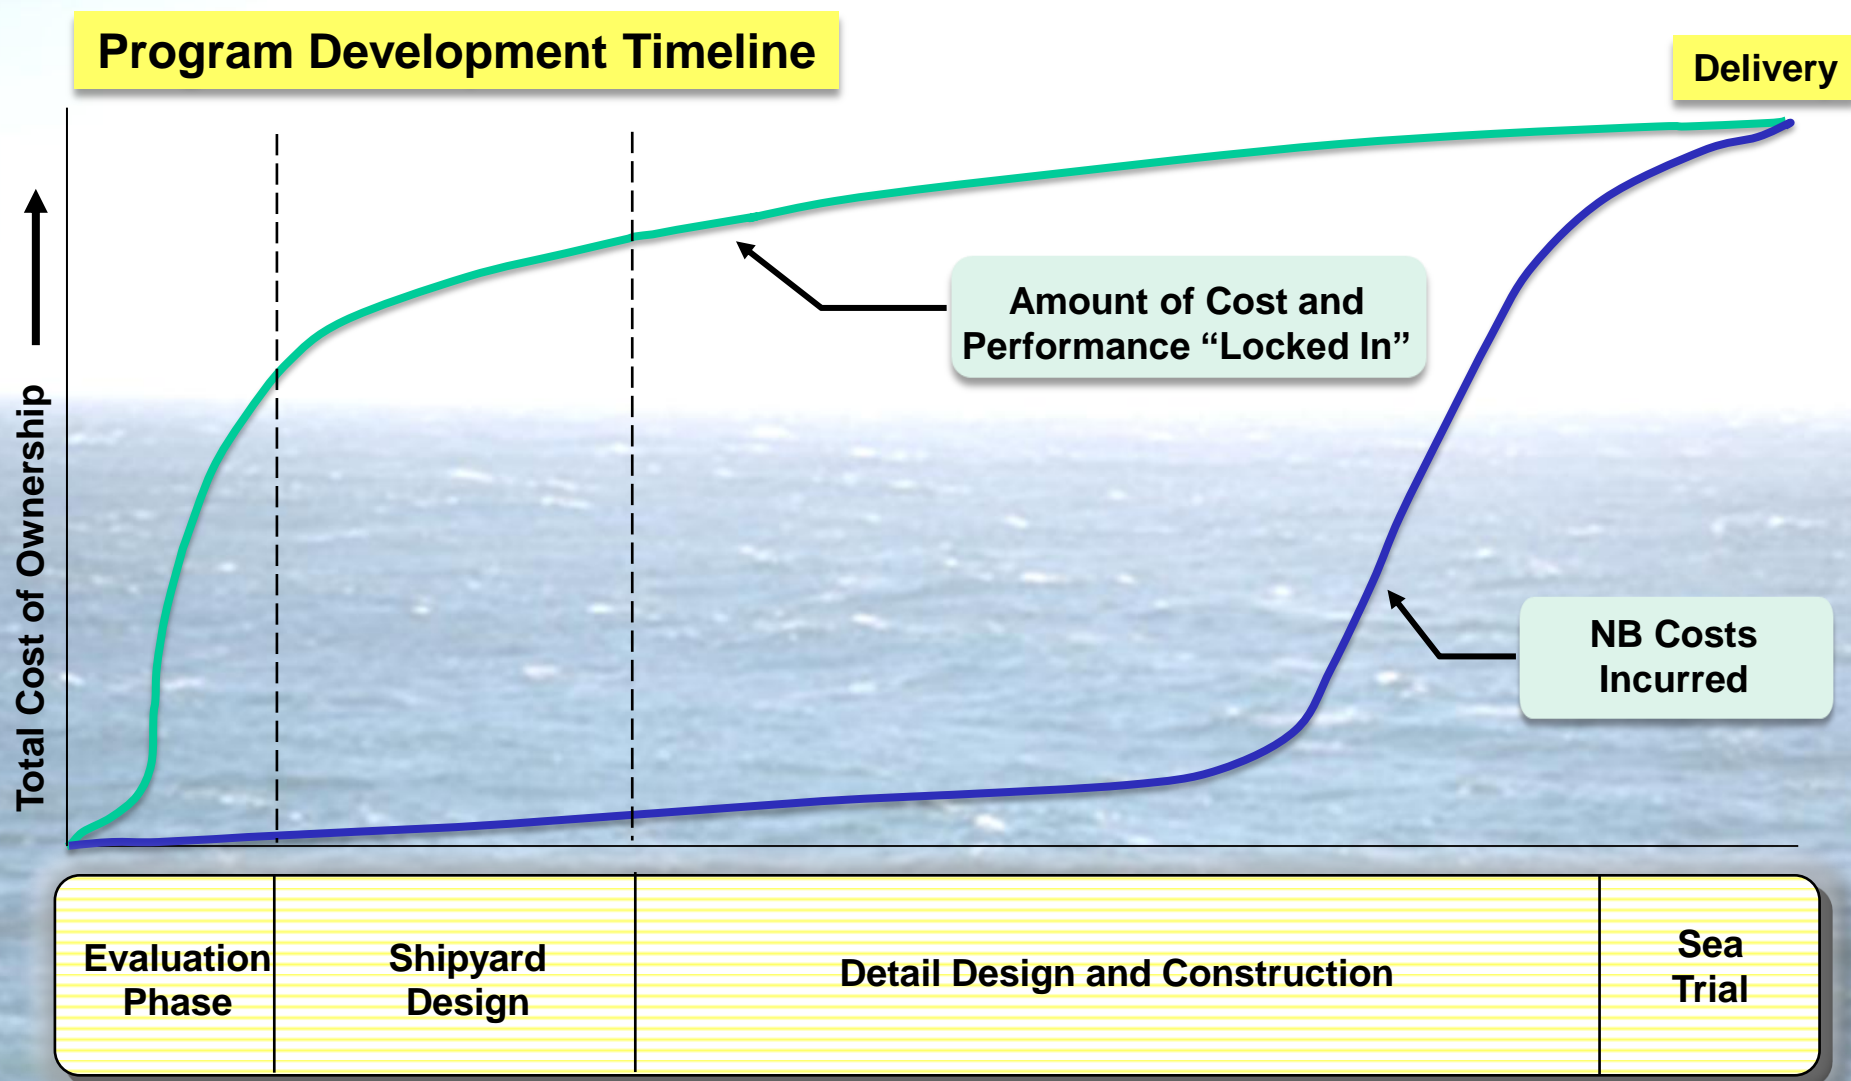 Program Development Timeline
Delivery
Total Cost of Ownership
Amount of Cost and
Performance “Locked In”
NB Costs
Incurred
Evaluation
Phase
Shipyard
Design
Detail Design and Construction
Sea
Trial